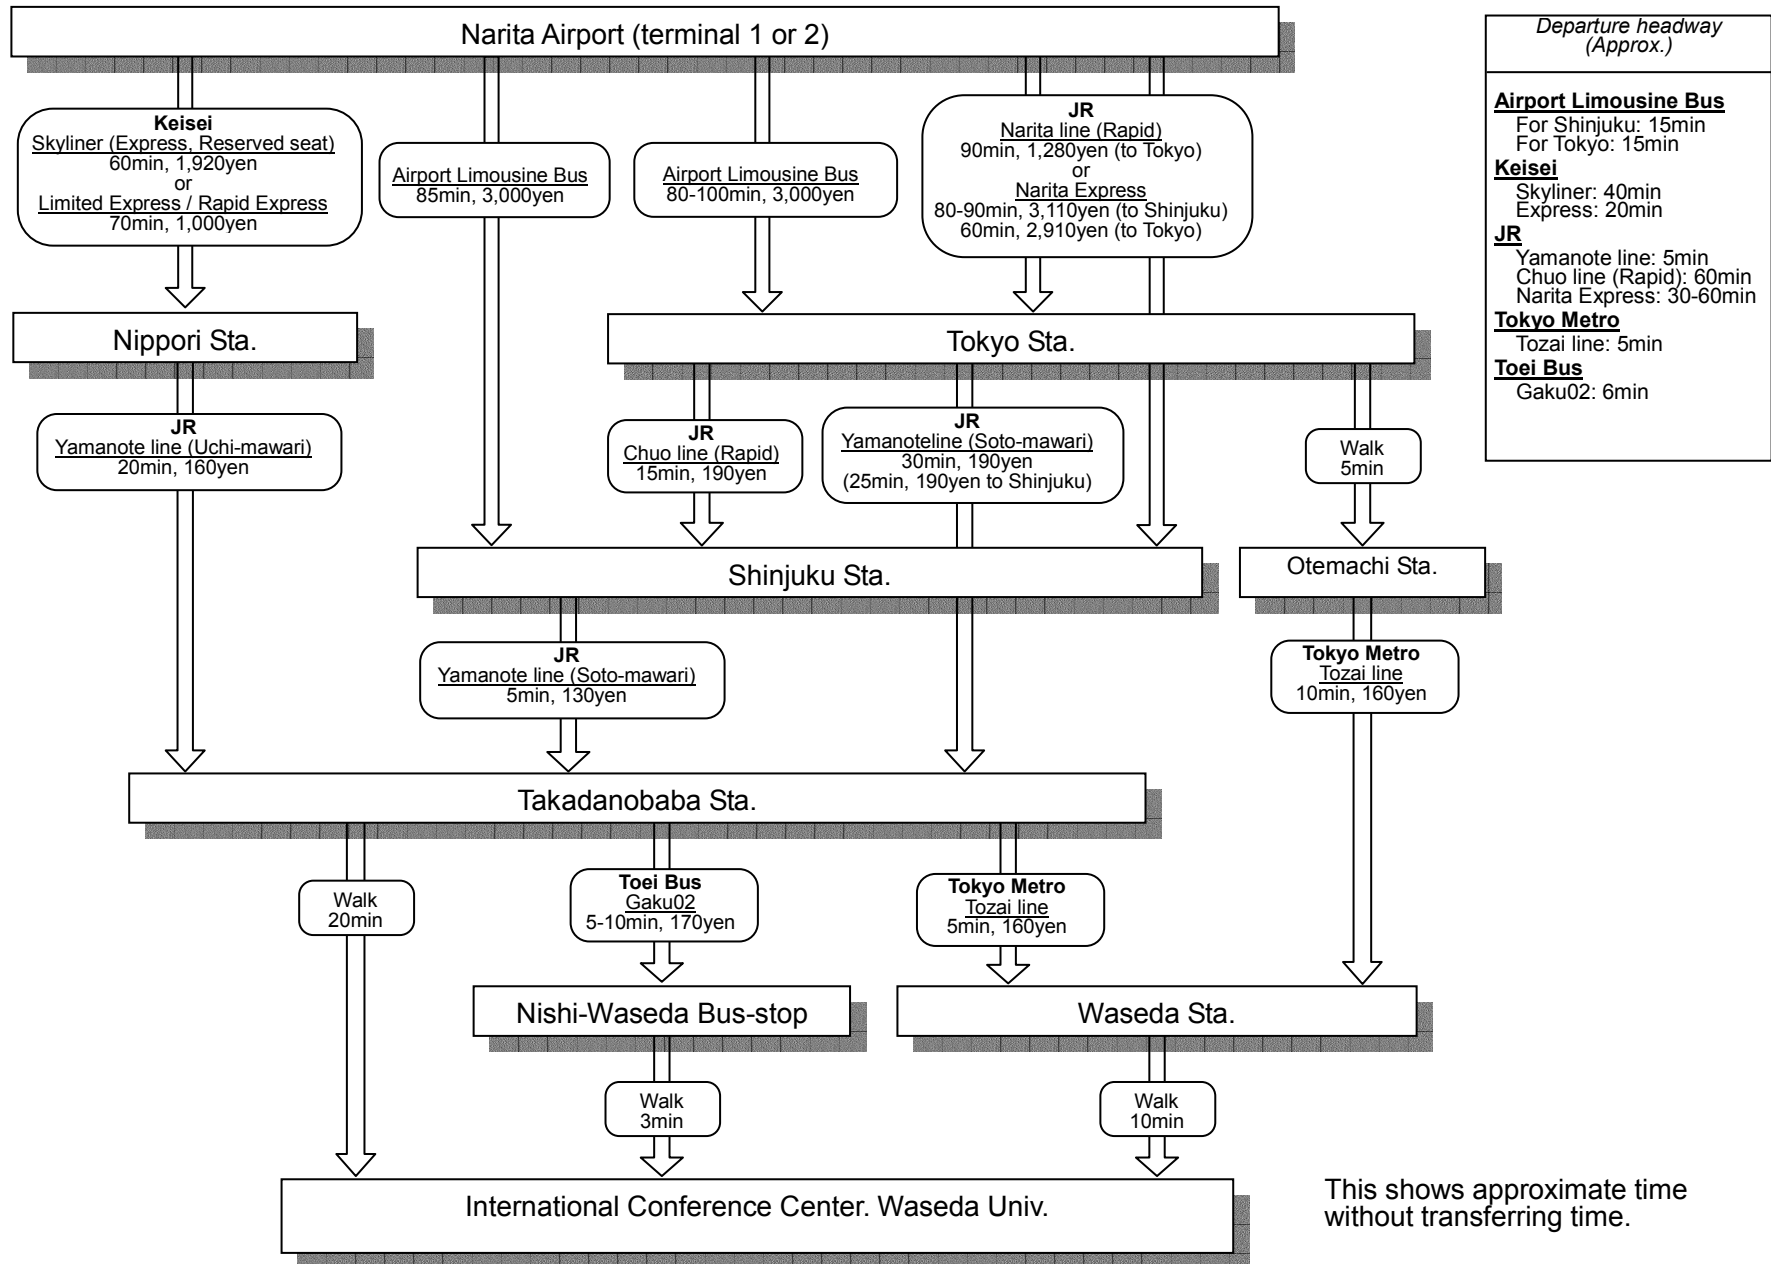 Narita Airport (terminal 1 or 2)
Keisei
Skyliner (Express, Reserved seat)
60min, 1,920yen
or
Limited Express / Rapid Express
70min, 1,000yen
Airport Limousine Bus
85min, 3,000yen
Airport Limousine Bus
80-100min, 3,000yen
JR
Narita line (Rapid)
90min, 1,280yen (to Tokyo)
or
Narita Express
80-90min, 3,110yen (to Shinjuku)
60min, 2,910yen (to Tokyo)
Departure headway
(Approx.)
Airport Limousine Bus
For Shinjuku: 15min
For Tokyo: 15min
Keisei
Skyliner: 40min
Express: 20min
JR
Yamanote line: 5min
Chuo line (Rapid): 60min
Narita Express: 30-60min
Tokyo Metro
Tozai line: 5min
Toei Bus
Gaku02: 6min
Nippori Sta.
Tokyo Sta.
JR
Yamanote line (Uchi-mawari)
20min, 160yen
JR
Chuo line (Rapid)
15min, 190yen
JR
Yamanoteline (Soto-mawari)
30min, 190yen
(25min, 190yen to Shinjuku)
Walk
5min
Shinjuku Sta.
Otemachi Sta.
JR
Yamanote line (Soto-mawari)
5min, 130yen
Tokyo Metro
Tozai line
10min, 160yen
Takadanobaba Sta.
Walk
20min
Toei Bus
Gaku02
5-10min, 170yen
Tokyo Metro
Tozai line
5min, 160yen
Nishi-Waseda Bus-stop
Waseda Sta.
Walk
3min
Walk
10min
International Conference Center. Waseda Univ.
This shows approximate time
without transferring time.